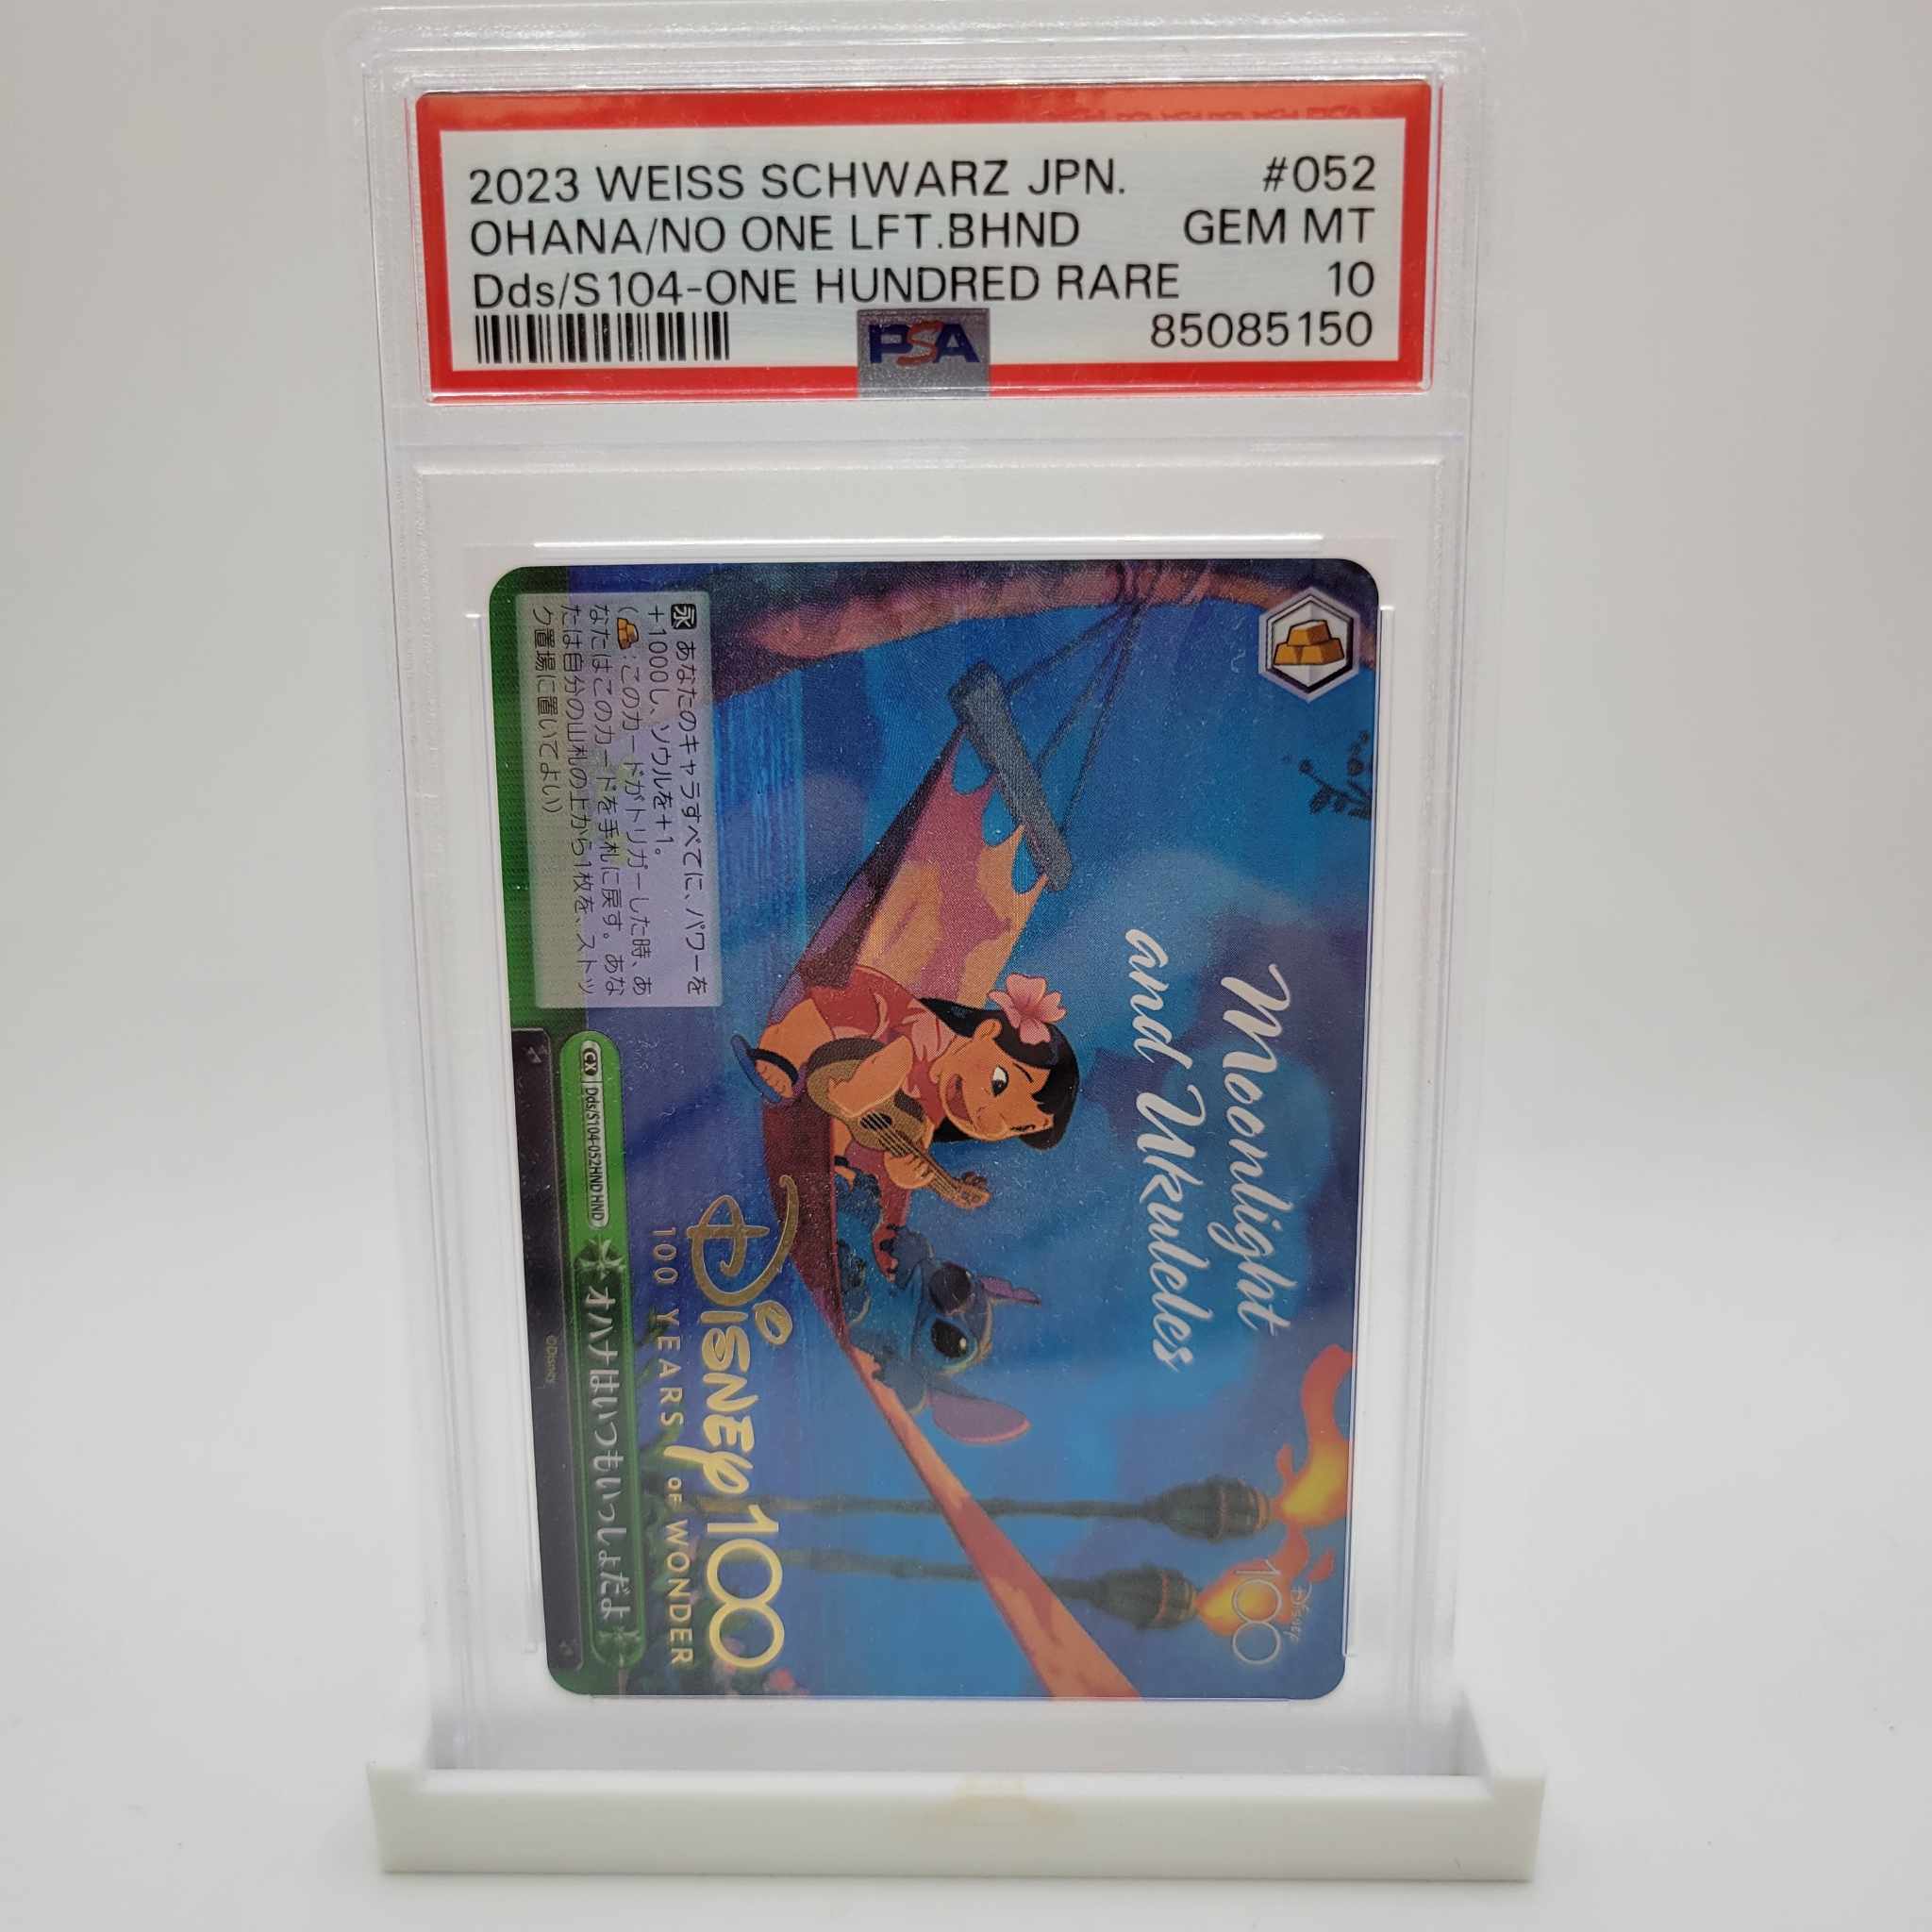 2023 WEISS SCHWARZ JPN. #052
OHANA/NO ONE LFT.BHND GEM MT
Dds/S104-ONE HUNDRED RARE 10
PSA 85085150
Moonlight
and Ukuleles
Disney
100
永 あなたのキャラすべてに、パワーを
+1000し、ソウルを+1。
( :このカードがトリガーした時、あ
なたはこのカードを手札に戻す。あな
たは自分の山札の上から1枚を、ストッ
ク置場に置いてよい)
Disney100
100 YEARS OF WONDER
CX Dds/S104-052HND HND
オハナはいつもいっしょだよ
©Disney